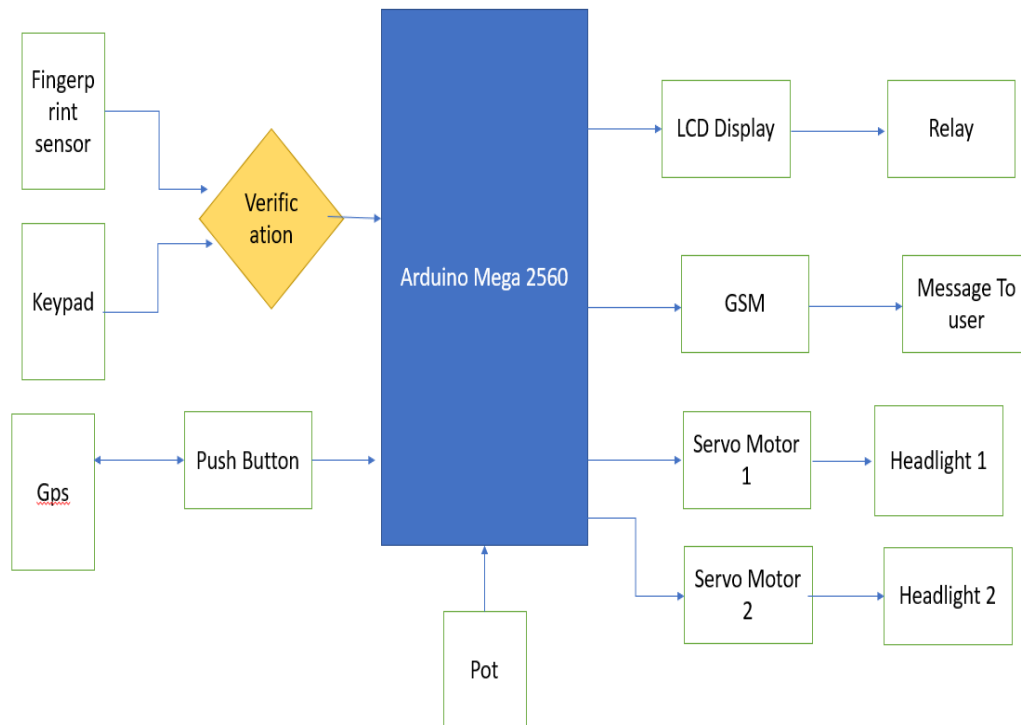 Fingerp
rint
sensor
Verific
ation
Keypad
Gps
Push Button
Arduino Mega 2560
Pot
LCD Display
Relay
GSM
Message To
user
Servo Motor
1
Headlight 1
Servo Motor
2
Headlight 2